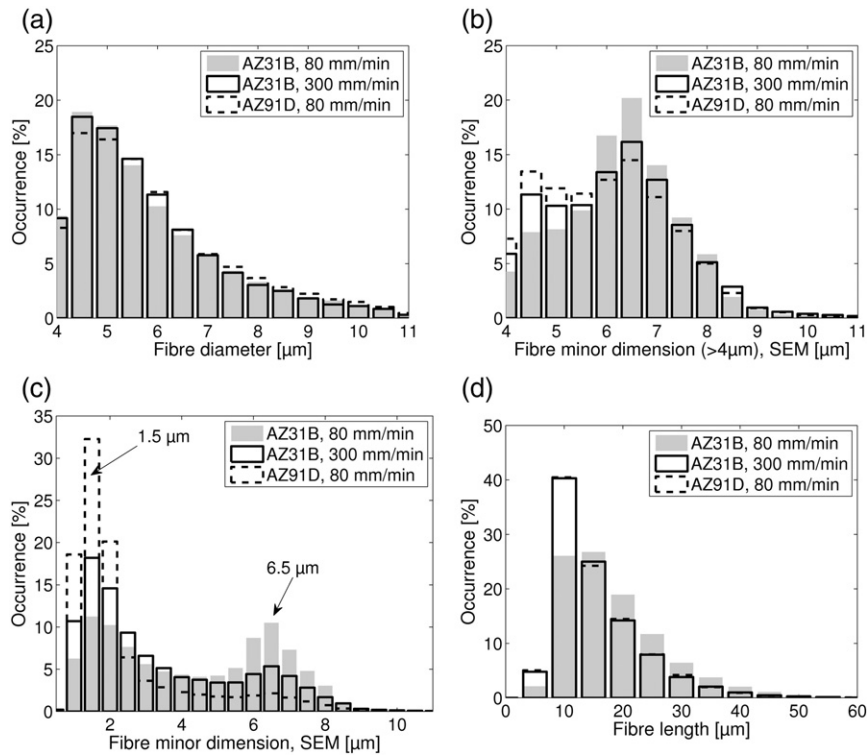 (a)
25
20
15
10
5
0
Occurrence [%]
AZ31B, 80 mm/min
AZ31B, 300 mm/min
AZ91D, 80 mm/min
4 5 6 7 8 9 10 11
Fibre diameter [µm]
(b)
25
20
15
10
5
0
Occurrence [%]
AZ31B, 80 mm/min
AZ31B, 300 mm/min
AZ91D, 80 mm/min
4 5 6 7 8 9 10 11
Fibre minor dimension (>4µm), SEM [µm]
(c)
35
30
25
20
15
10
5
0
Occurrence [%]
1.5 µm
AZ31B, 80 mm/min
AZ31B, 300 mm/min
AZ91D, 80 mm/min
6.5 µm
2 4 6 8 10
Fibre minor dimension, SEM [µm]
(d)
50
40
30
20
10
0
Occurrence [%]
AZ31B, 80 mm/min
AZ31B, 300 mm/min
AZ91D, 80 mm/min
0 10 20 30 40 50 60
Fibre length [µm]